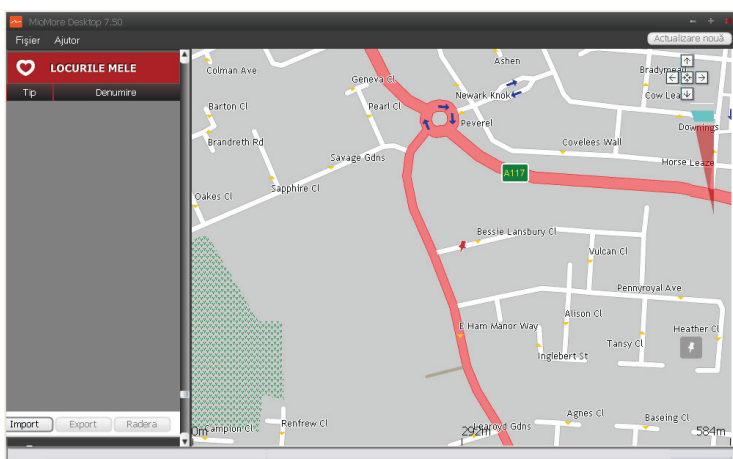 MioMore Desktop 7.50
Fișier Ajutor
Actualizare nouă
LOCURILE MELE
Tip Denumire
Import Export Radera
Colman Ave
Geneva Cl
Ashen
Bradymead
Newark Knok
Cow Leaze
Barton Cl
Pearl Cl
Peverel
Downings
Brandreth Rd
Covelees Wall
Savage Gdns
Horse Leaze
A117
Sapphire Cl
Oakes Cl
Bessie Lansbury Cl
Vulcan Cl
Pennyroyal Ave
Alison Cl
E Ham Manor Way
Heather Cl
Tansy Cl
Inglebert St
Agnes Cl
Baseing Cl
Renfrew Cl
Campion Cl
Learoyd Gdns
0m
292m
584m